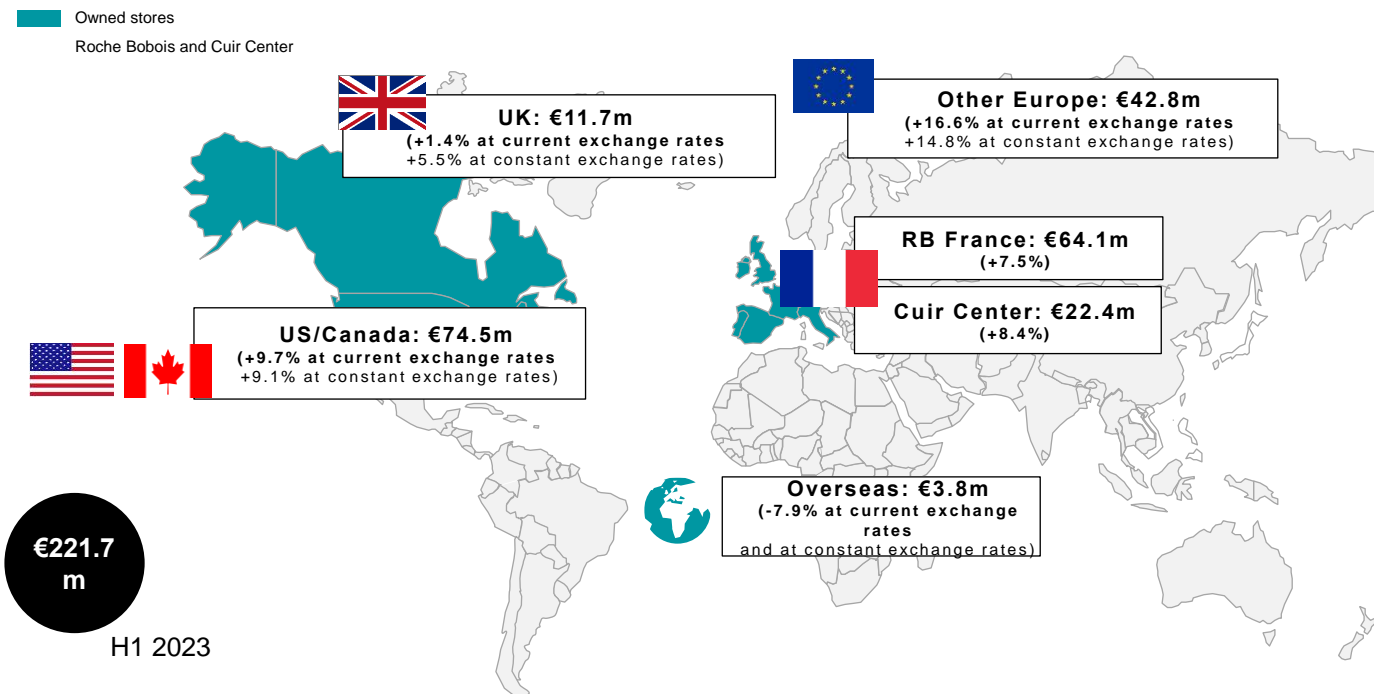 Owned stores
Roche Bobois and Cuir Center
UK: €11.7m
(+1.4% at current exchange rates
+5.5% at constant exchange rates)
Other Europe: €42.8m
(+16.6% at current exchange rates
+14.8% at constant exchange rates)
RB France: €64.1m
(+7.5%)
Cuir Center: €22.4m
(+8.4%)
US/Canada: €74.5m
(+9.7% at current exchange rates
+9.1% at constant exchange rates)
Overseas: €3.8m
(-7.9% at current exchange
rates
and at constant exchange rates)
€221.7
m
H1 2023